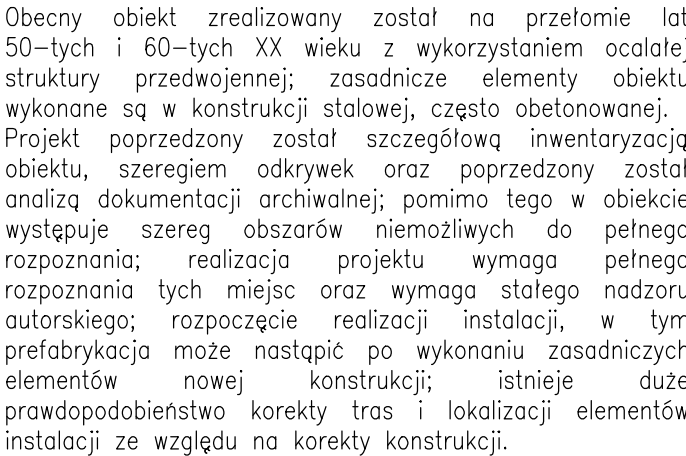 Obecny obiekt zrealizowany został na przełomie lat
50-tych i 60-tych XX wieku z wykorzystaniem ocalałej
struktury przedwojennej; zasadnicze elementy obiektu
wykonane są w konstrukcji stalowej, często obetonowanej.
Projekt poprzedzony został szczegółową inwentaryzacją
obiektu, szeregiem odkrywek oraz poprzedzony został
analizą dokumentacji archiwalnej; pomimo tego w obiekcie
występuje szereg obszarów niemożliwych do pełnego
rozpoznania; realizacja projektu wymaga pełnego
rozpoznania tych miejsc oraz wymaga stałego nadzoru
autorskiego; rozpoczęcie realizacji instalacji, w tym
prefabrykacja może nastąpić po wykonaniu zasadniczych
elementów nowej konstrukcji; istnieje duże
prawdopodobieństwo korekty tras i lokalizacji elementów
instalacji ze względu na korekty konstrukcji.